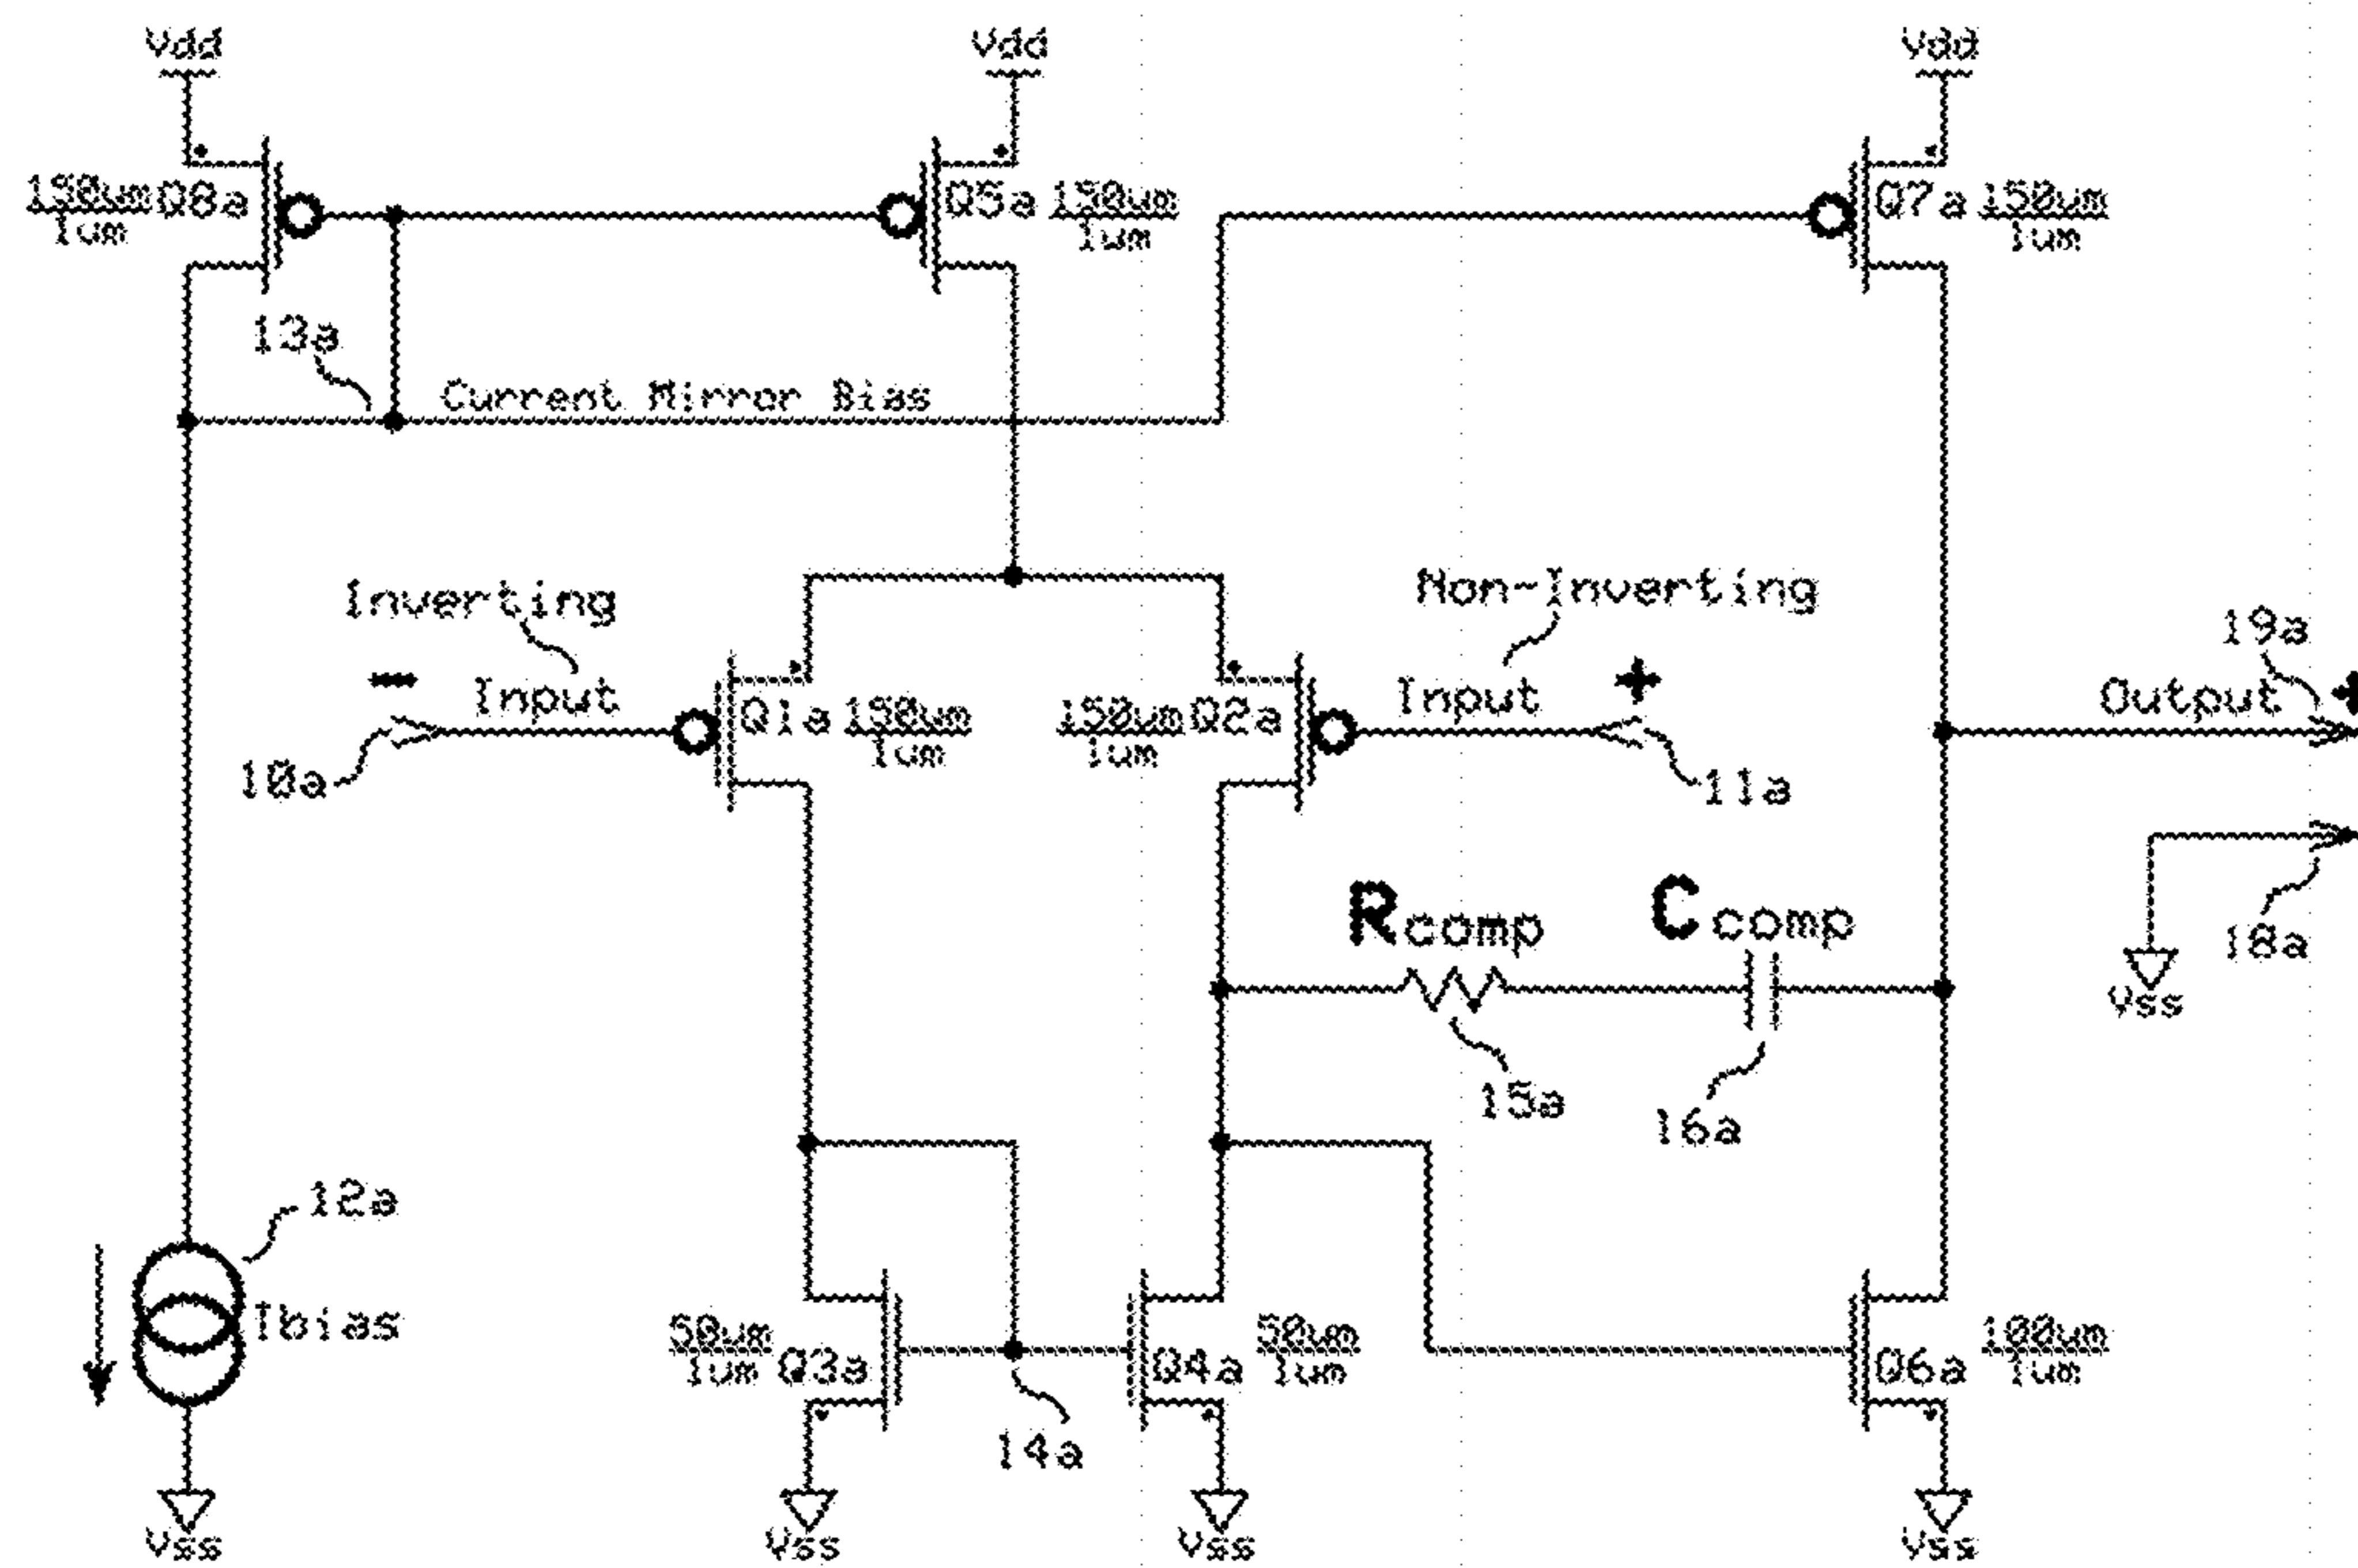 Vdd Vdd Vdd
150um Q8a Q5a 150um Q7a 150um
1um 1um 1um
13a
Current Mirror Bias
Inverting Non-Inverting
19a
- Input Input + Output +
Q1a 150um 150um Q2a
1um 1um
10a 11a
Rcomp Ccomp
18a
Vss
15a
16a
12a
Ibias
50um Q3a Q4a 50um Q6a 100um
1um 1um 1um
14a
Vss Vss Vss Vss